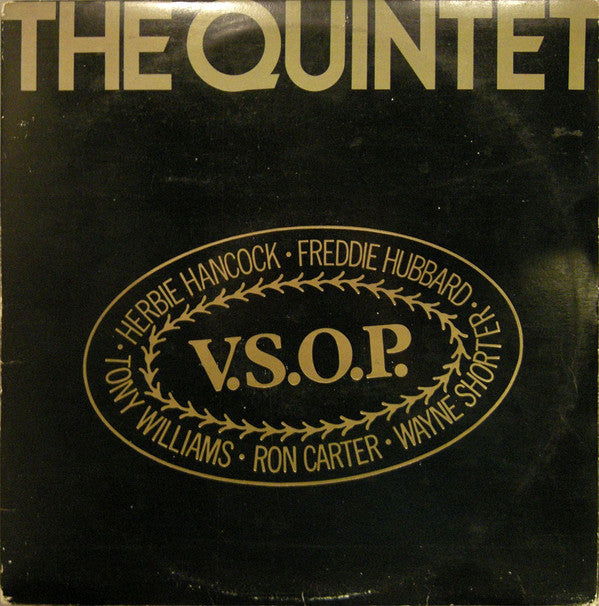 THE QUINTET
· HERBIE HANCOCK · FREDDIE HUBBARD ·
V.S.O.P.
TONY WILLIAMS · RON CARTER · WAYNE SHORTER